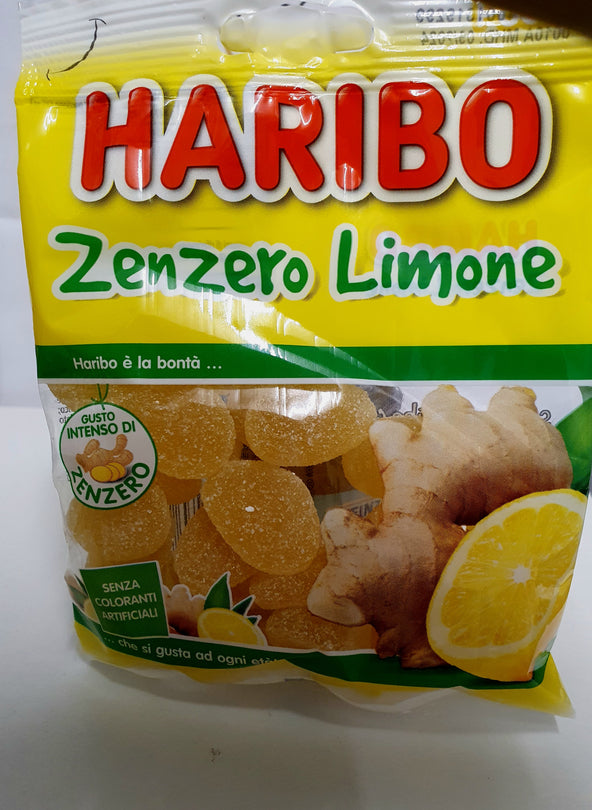 HARIBO
Zenzero Limone
Haribo è la bontà ...
GUSTO
INTENSO DI
ZENZERO
SENZA
COLORANTI
ARTIFICIALI
... che si gusta ad ogni età